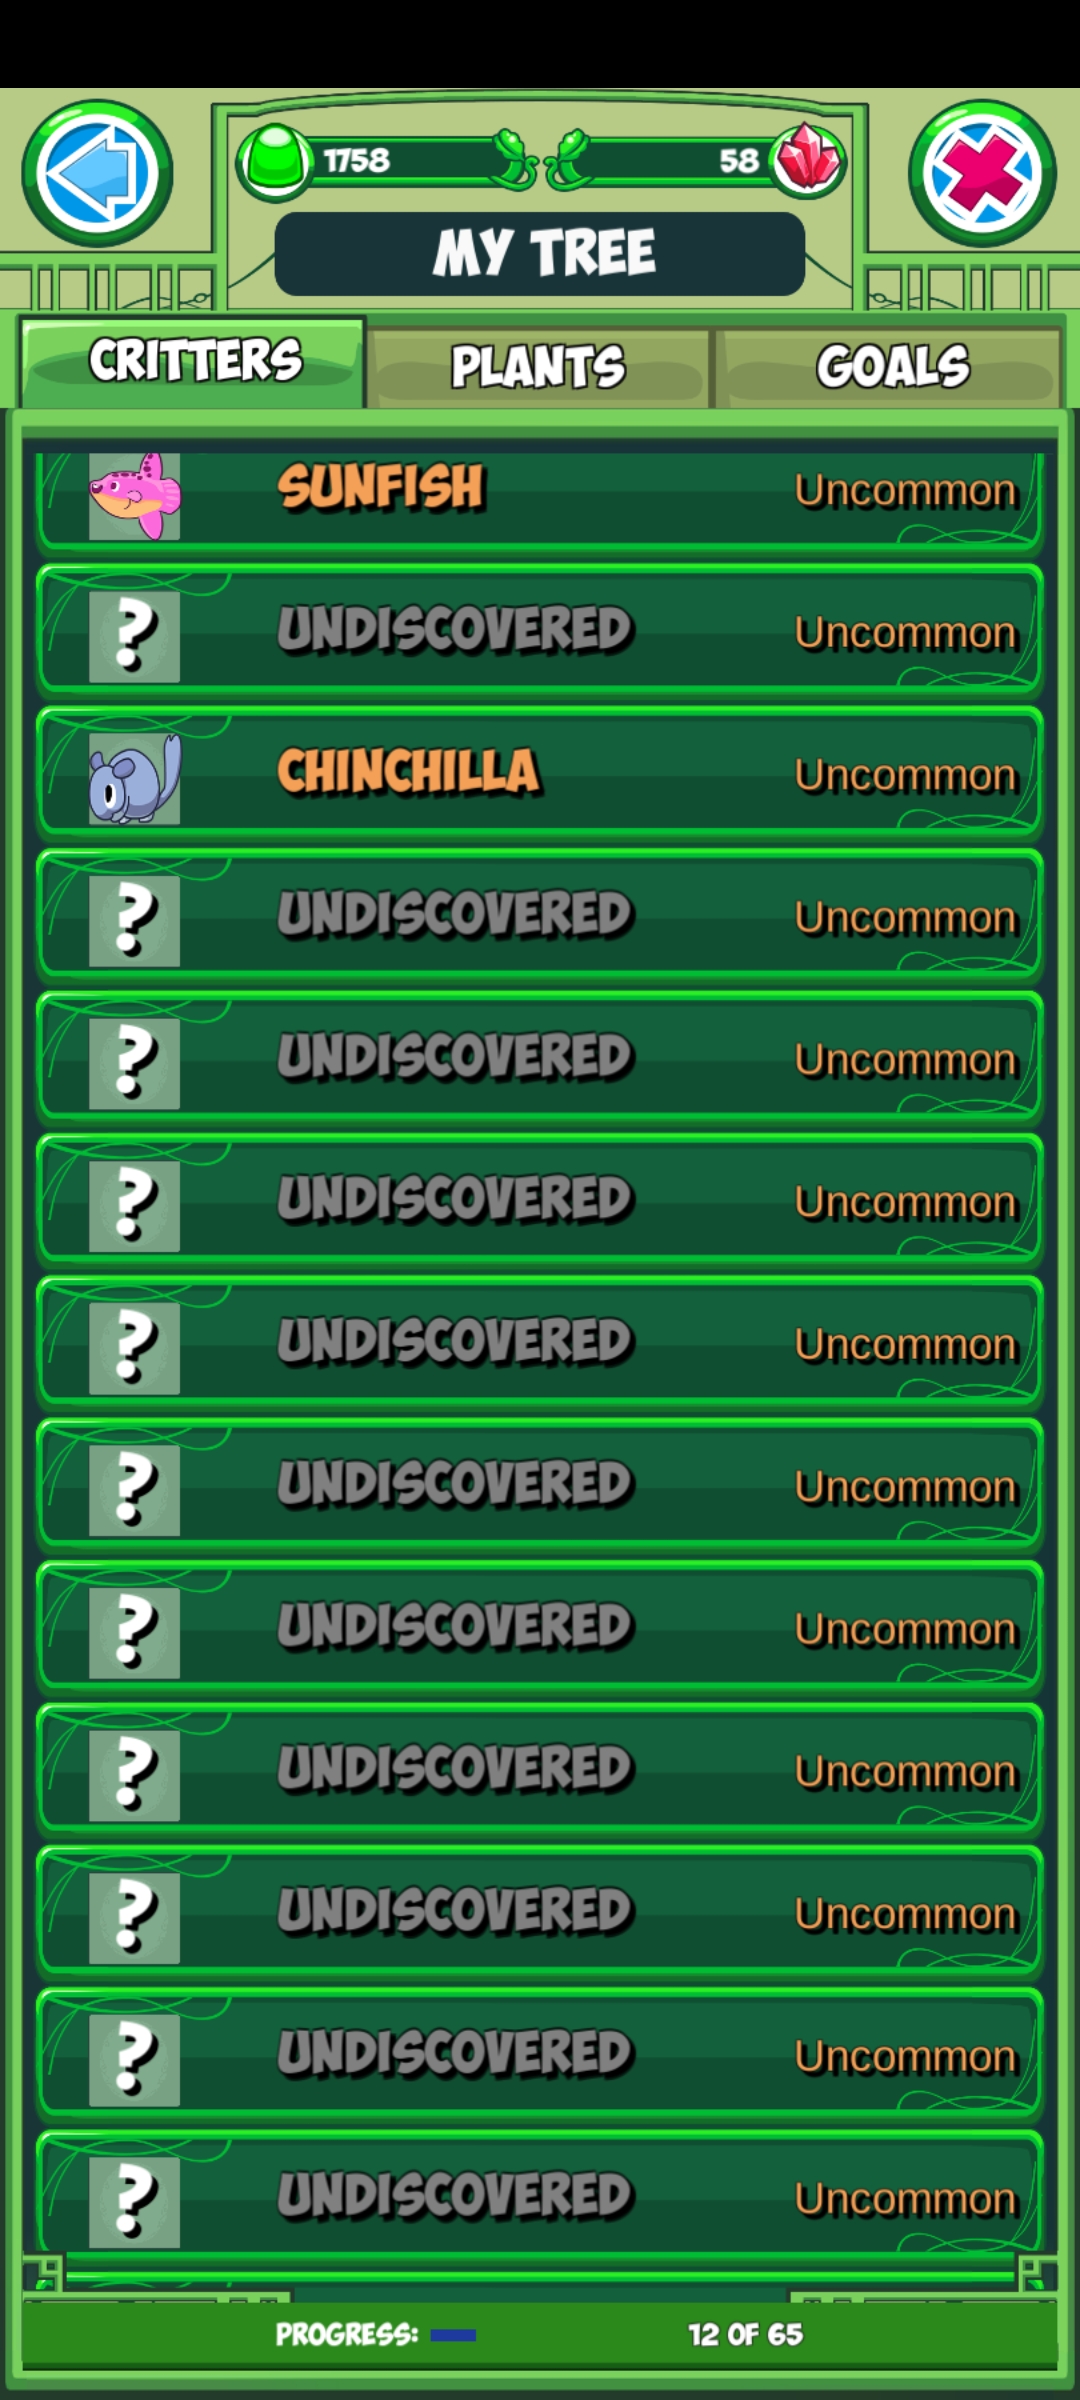 1758
58
MY TREE
CRITTERS
PLANTS
GOALS
SUNFISH
Uncommon
?
UNDISCOVERED
Uncommon
CHINCHILLA
Uncommon
?
UNDISCOVERED
Uncommon
?
UNDISCOVERED
Uncommon
?
UNDISCOVERED
Uncommon
?
UNDISCOVERED
Uncommon
?
UNDISCOVERED
Uncommon
?
UNDISCOVERED
Uncommon
?
UNDISCOVERED
Uncommon
?
UNDISCOVERED
Uncommon
?
UNDISCOVERED
Uncommon
?
UNDISCOVERED
Uncommon
PROGRESS:
12 OF 65